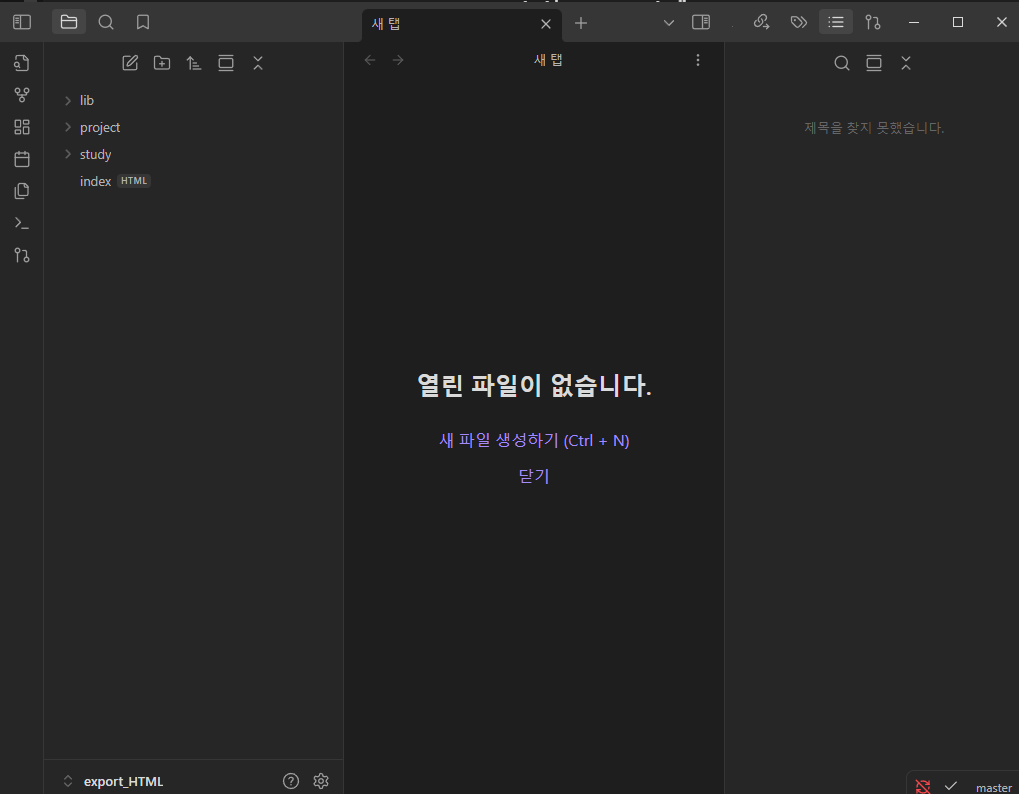 새 탭
새 탭
lib
project
study
index HTML
제목을 찾지 못했습니다.
열린 파일이 없습니다.
새 파일 생성하기 (Ctrl + N)
닫기
export_HTML
master